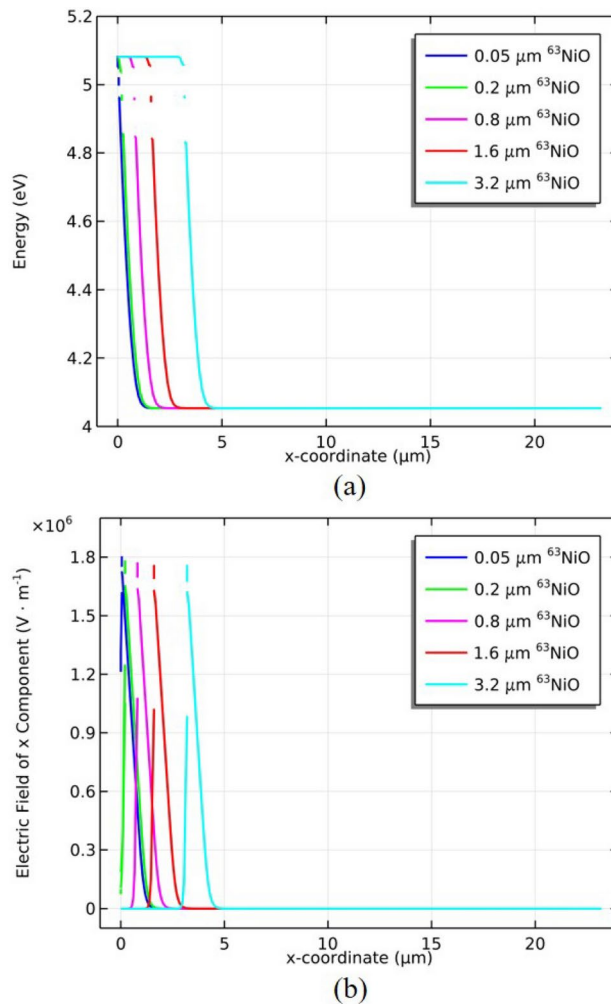 5.2
5
4.8
4.6
4.4
4.2
4
Energy (eV)
0.05 μm ⁶³NiO
0.2 μm ⁶³NiO
0.8 μm ⁶³NiO
1.6 μm ⁶³NiO
3.2 μm ⁶³NiO
0 5 10 15 20
x-coordinate (μm)
(a)
×10⁶
1.8
1.5
1.2
0.9
0.6
0.3
0
Electric Field of x Component (V · m⁻¹)
0.05 μm ⁶³NiO
0.2 μm ⁶³NiO
0.8 μm ⁶³NiO
1.6 μm ⁶³NiO
3.2 μm ⁶³NiO
0 5 10 15 20
x-coordinate (μm)
(b)